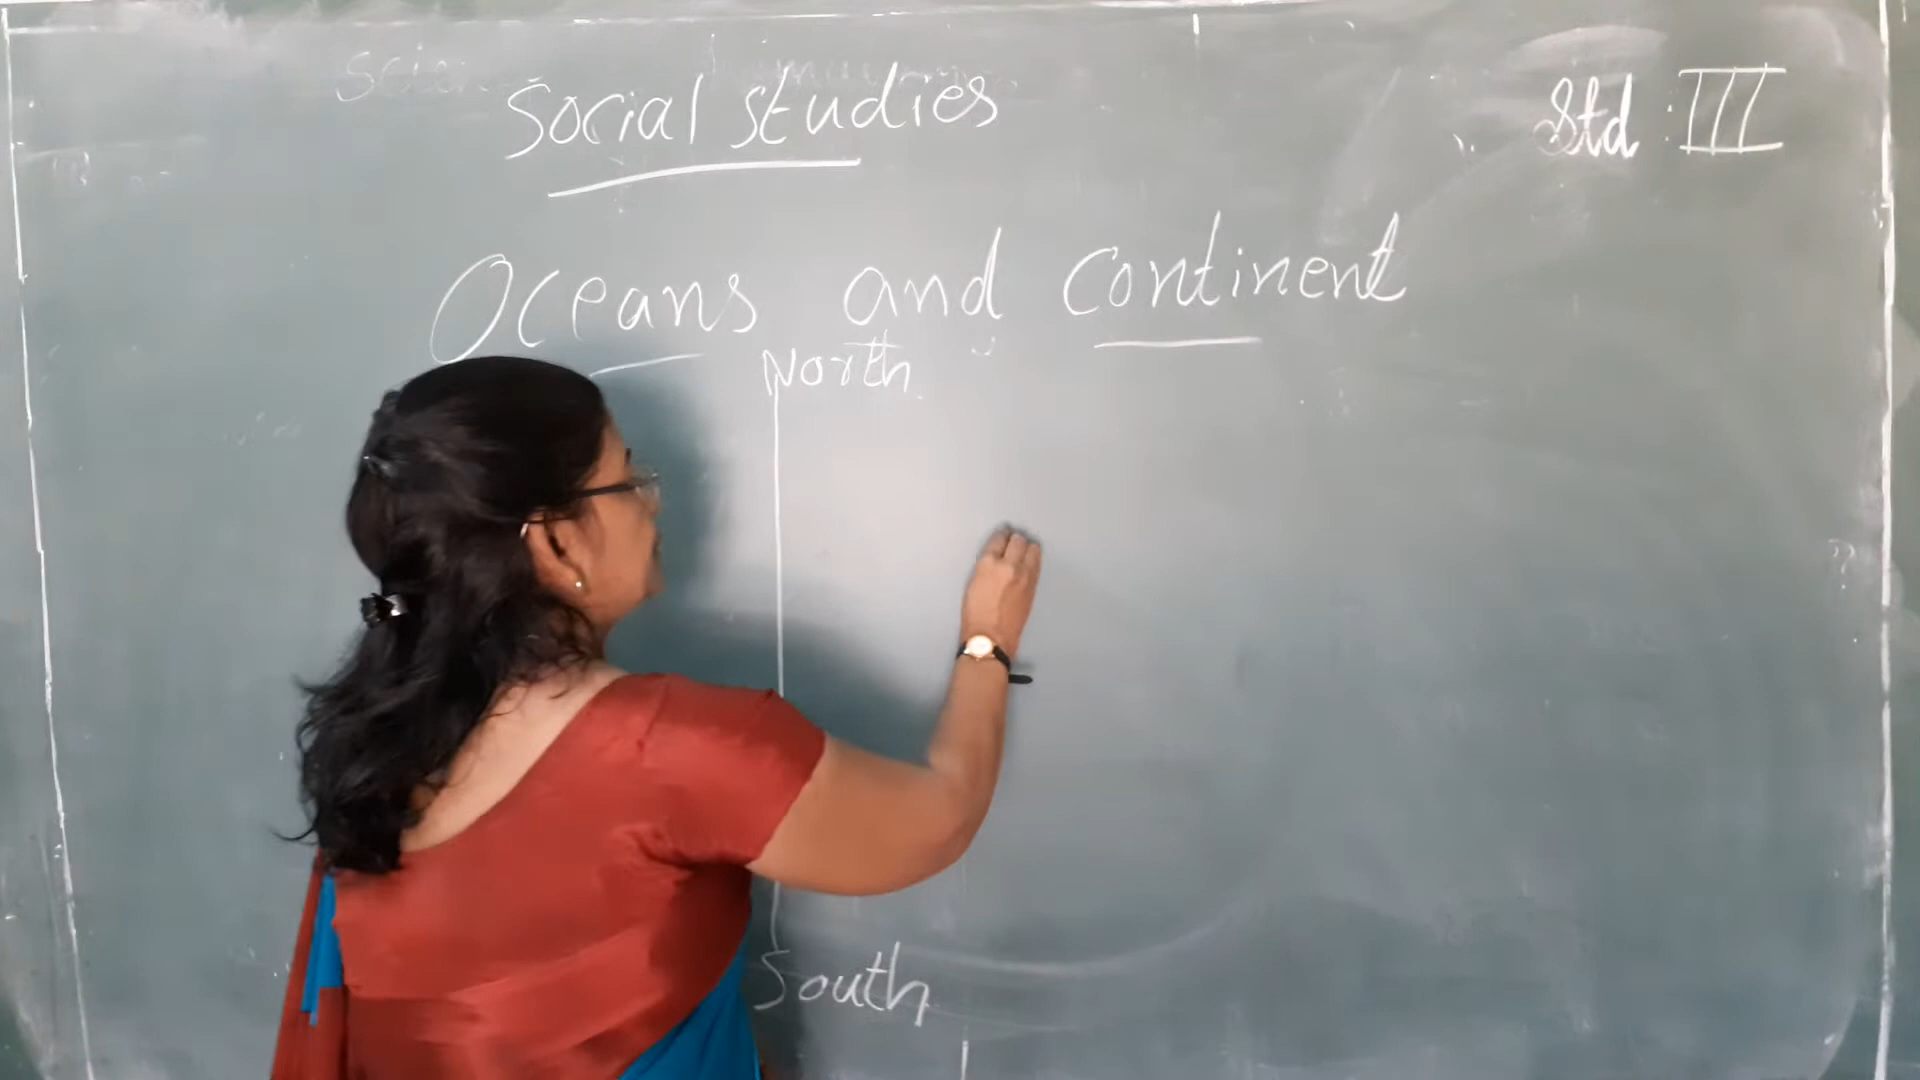 Social studies
Std : III
Oceans and Continent
North
South